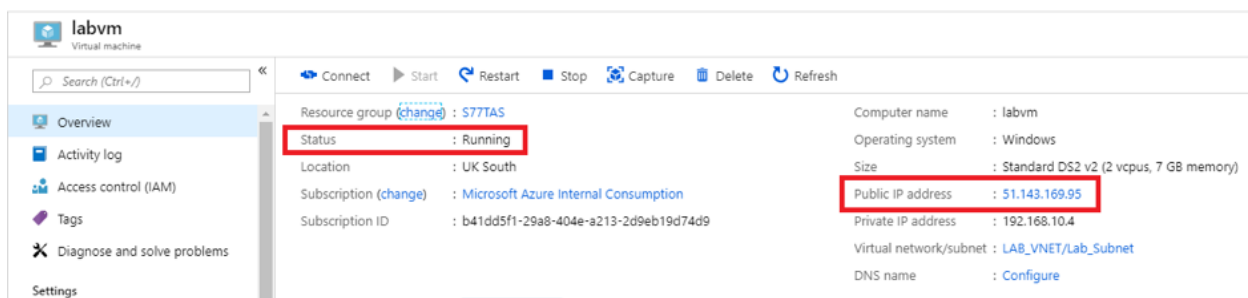 labvm
Virtual machine
Search (Ctrl+/)
«
Overview
Activity log
Access control (IAM)
Tags
Diagnose and solve problems
Settings
Connect Start Restart Stop Capture Delete Refresh
Resource group (change) : S77TAS
Status : Running
Location : UK South
Subscription (change) : Microsoft Azure Internal Consumption
Subscription ID : b41dd5f1-29a8-404e-a213-2d9eb19d74d9
Computer name : labvm
Operating system : Windows
Size : Standard DS2 v2 (2 vcpus, 7 GB memory)
Public IP address : 51.143.169.95
Private IP address : 192.168.10.4
Virtual network/subnet : LAB_VNET/Lab_Subnet
DNS name : Configure